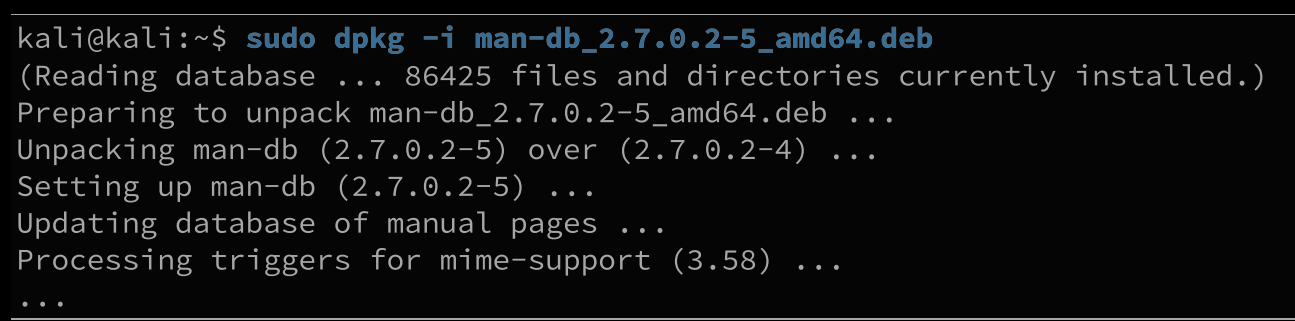 kali@kali:~$ sudo dpkg -i man-db_2.7.0.2-5_amd64.deb
(Reading database ... 86425 files and directories currently installed.)
Preparing to unpack man-db_2.7.0.2-5_amd64.deb ...
Unpacking man-db (2.7.0.2-5) over (2.7.0.2-4) ...
Setting up man-db (2.7.0.2-5) ...
Updating database of manual pages ...
Processing triggers for mime-support (3.58) ...
...